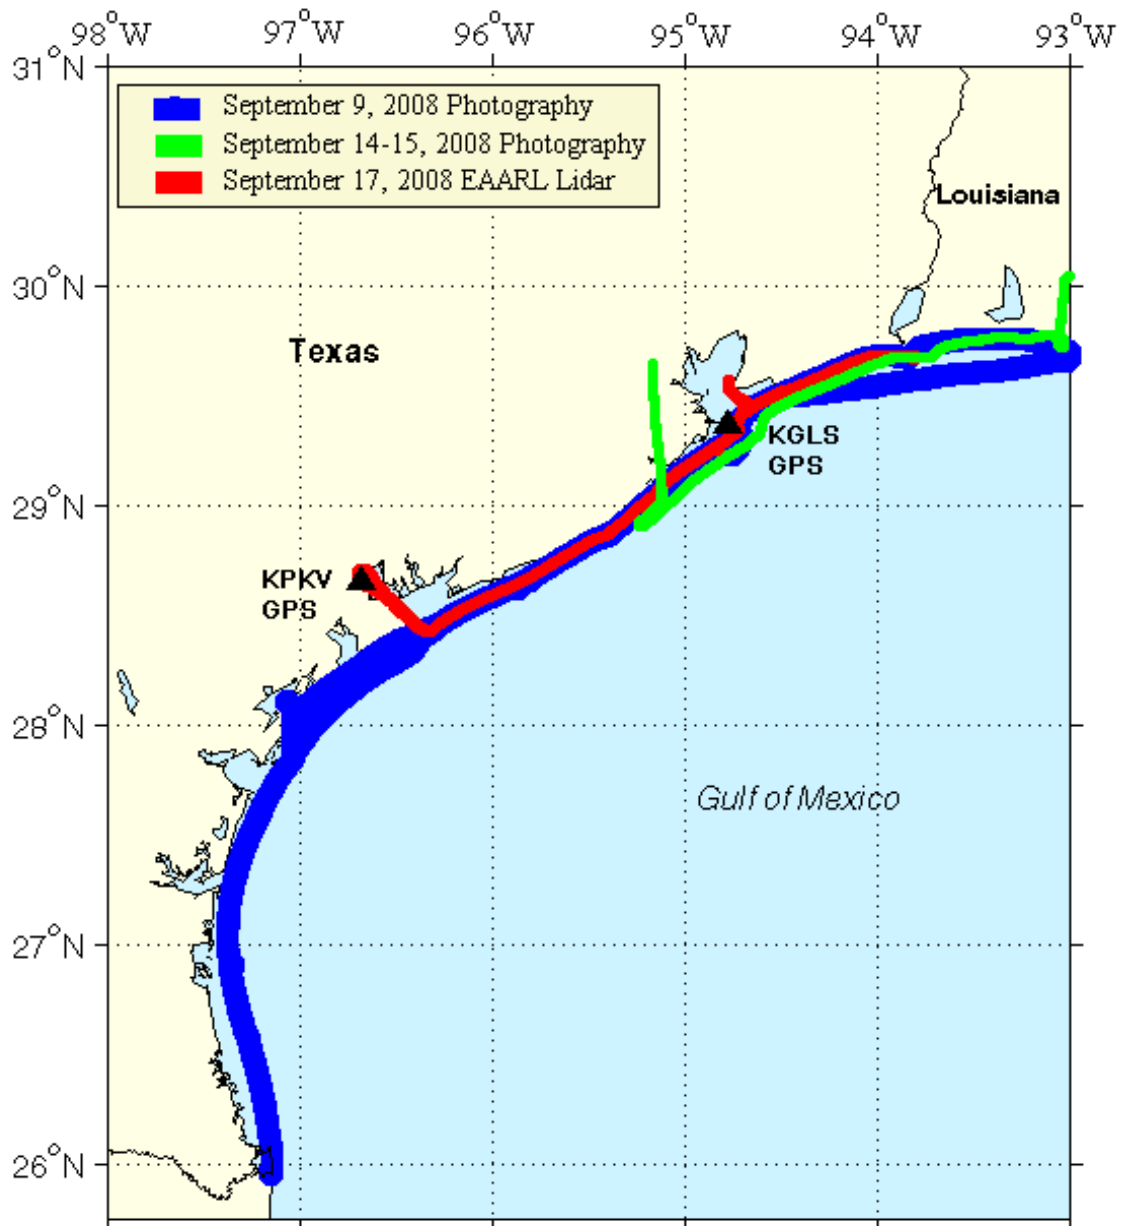 98°W 97°W 96°W 95°W 94°W 93°W
31°N
September 9, 2008 Photography
September 14-15, 2008 Photography
September 17, 2008 EAARL Lidar
Louisiana
30°N
Texas
KGLS
GPS
29°N
KPKV
GPS
28°N
Gulf of Mexico
27°N
26°N